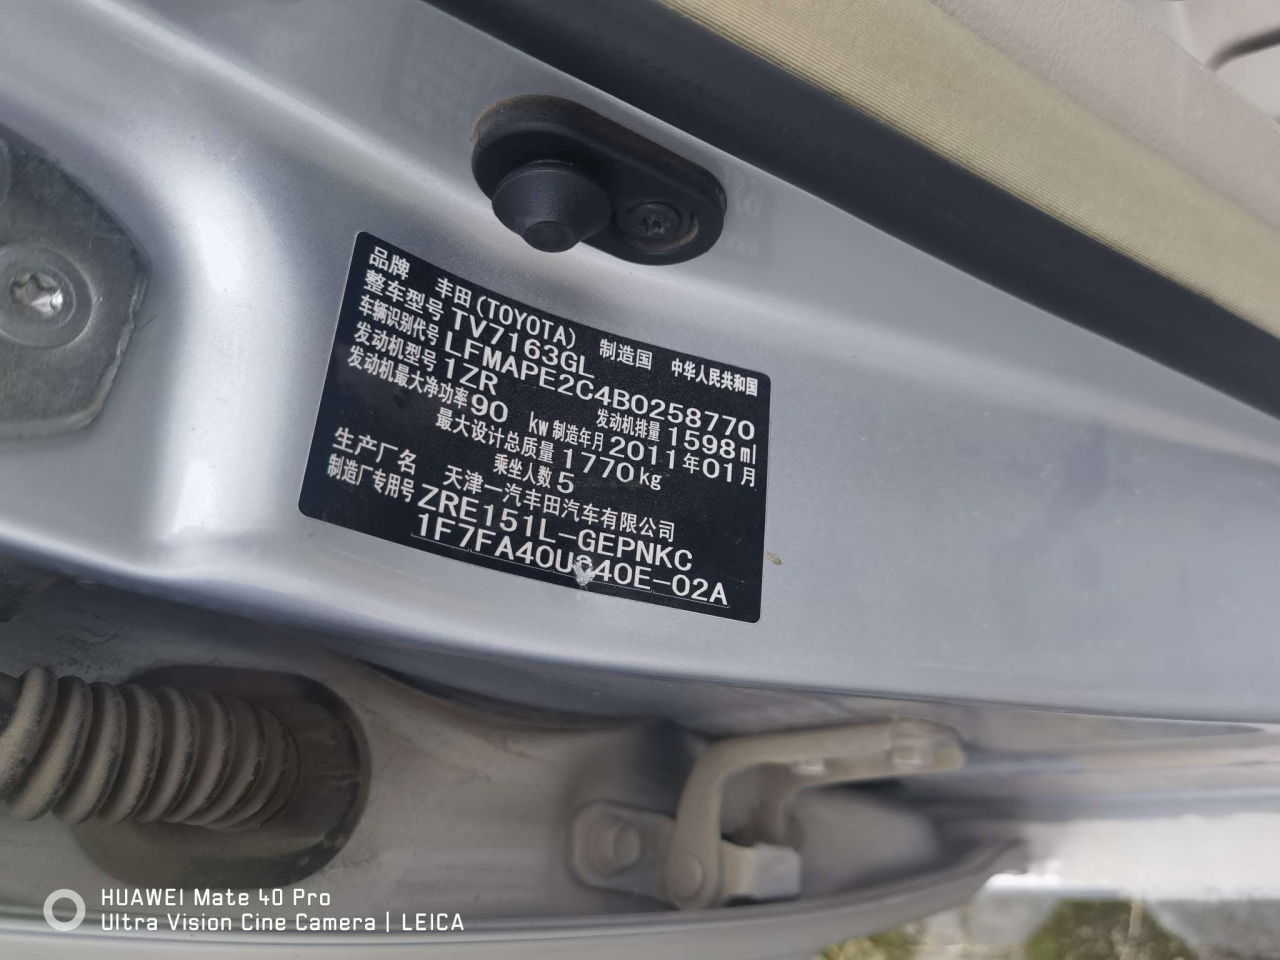 品牌 丰田(TOYOTA) 制造国 中华人民共和国
整车型号 TV7163GL
车辆识别代号 LFMAPE2C4B0258770
发动机型号 1ZR 发动机排量 1598ml
发动机最大净功率 90 kw 制造年月 2011年01月
最大设计总质量 1770kg
乘坐人数 5
生产厂名 天津一汽丰田汽车有限公司
制造厂专用号 ZRE151L-GEPNKC
HUAWEI Mate 40 Pro
Ultra Vision Cine Camera | LEICA